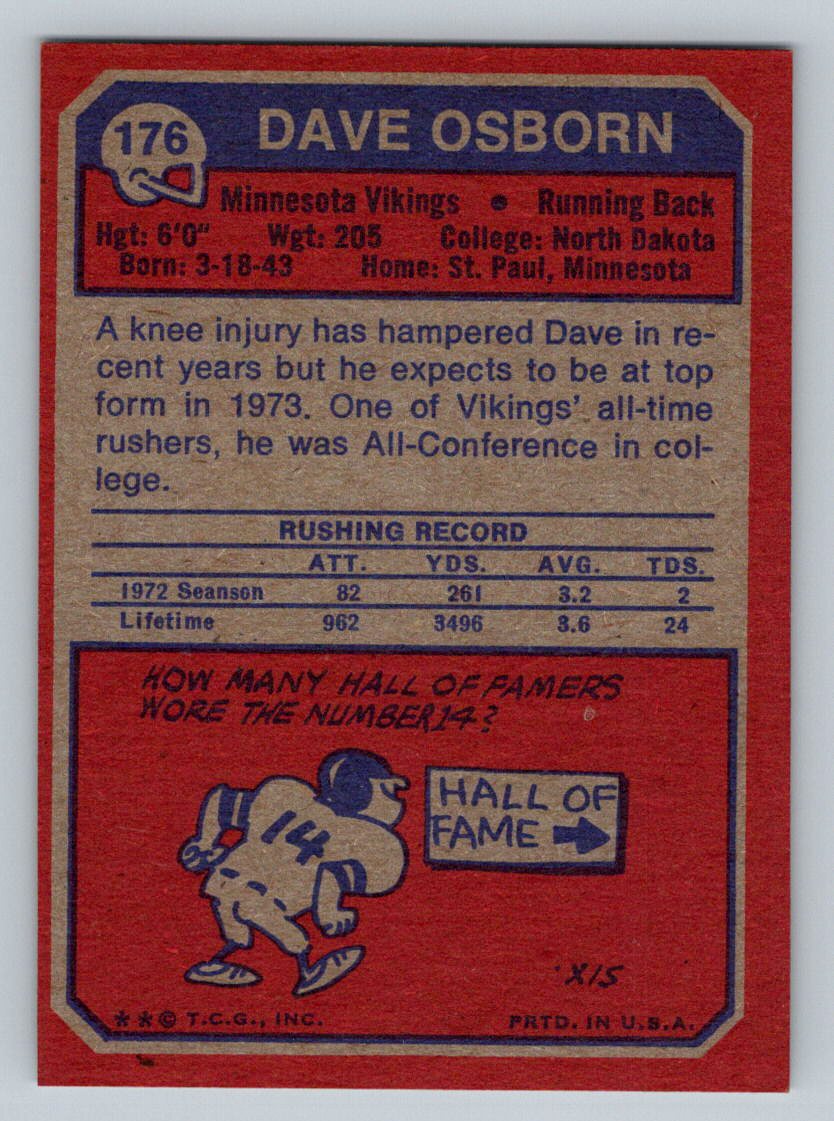 176
DAVE OSBORN
Minnesota Vikings • Running Back
Hgt: 6'0" Wgt: 205 College: North Dakota
Born: 3-18-43 Home: St. Paul, Minnesota
A knee injury has hampered Dave in re-
cent years but he expects to be at top
form in 1973. One of Vikings' all-time
rushers, he was All-Conference in col-
lege.
RUSHING RECORD
ATT. YDS. AVG. TDS.
1972 Seanson 82 261 3.2 2
Lifetime 962 3496 3.6 24
HOW MANY HALL OF FAMERS
WORE THE NUMBER 14?
14
HALL OF
FAME
XIS
**© T.C.G., INC. PRTD. IN U.S.A.